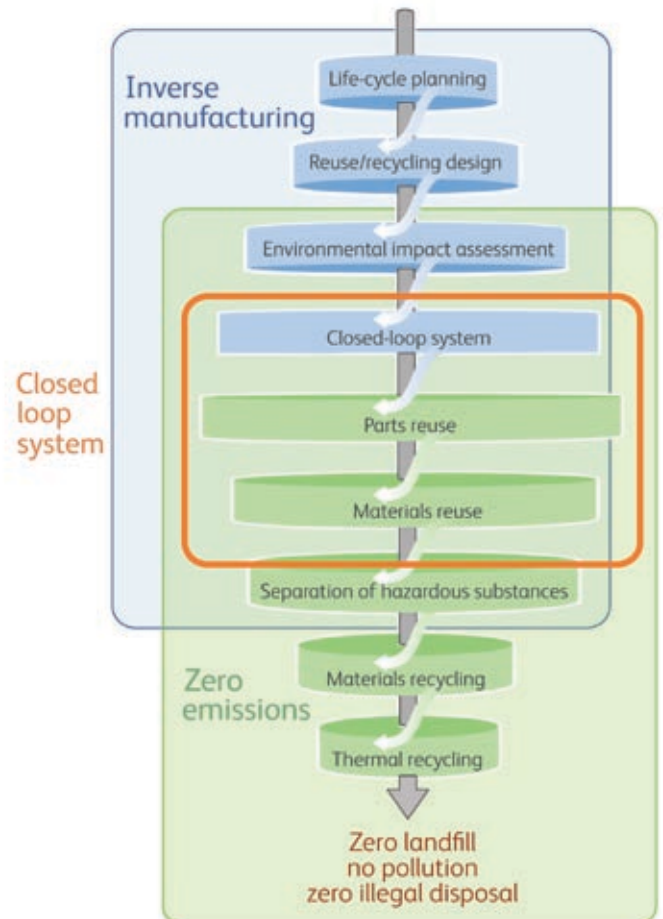 Inverse
manufacturing
Life-cycle planning
Reuse/recycling design
Environmental impact assessment
Closed-loop system
Closed
loop
system
Parts reuse
Materials reuse
Separation of hazardous substances
Zero
emissions
Materials recycling
Thermal recycling
Zero landfill
no pollution
zero illegal disposal